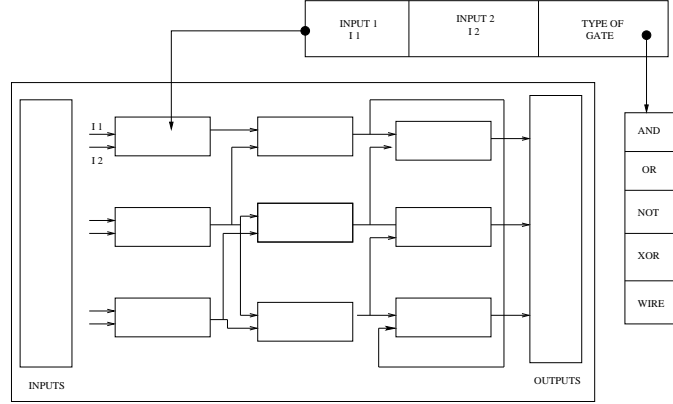 INPUT 1
I 1
INPUT 2
I 2
TYPE OF
GATE
I 1
I 2
AND
OR
NOT
XOR
WIRE
INPUTS
OUTPUTS